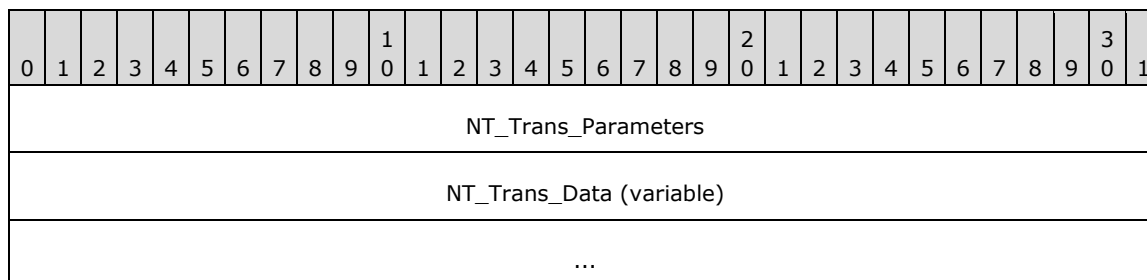 1 2 3
0 1 2 3 4 5 6 7 8 9 0 1 2 3 4 5 6 7 8 9 0 1 2 3 4 5 6 7 8 9 0 1
NT_Trans_Parameters
NT_Trans_Data (variable)
...